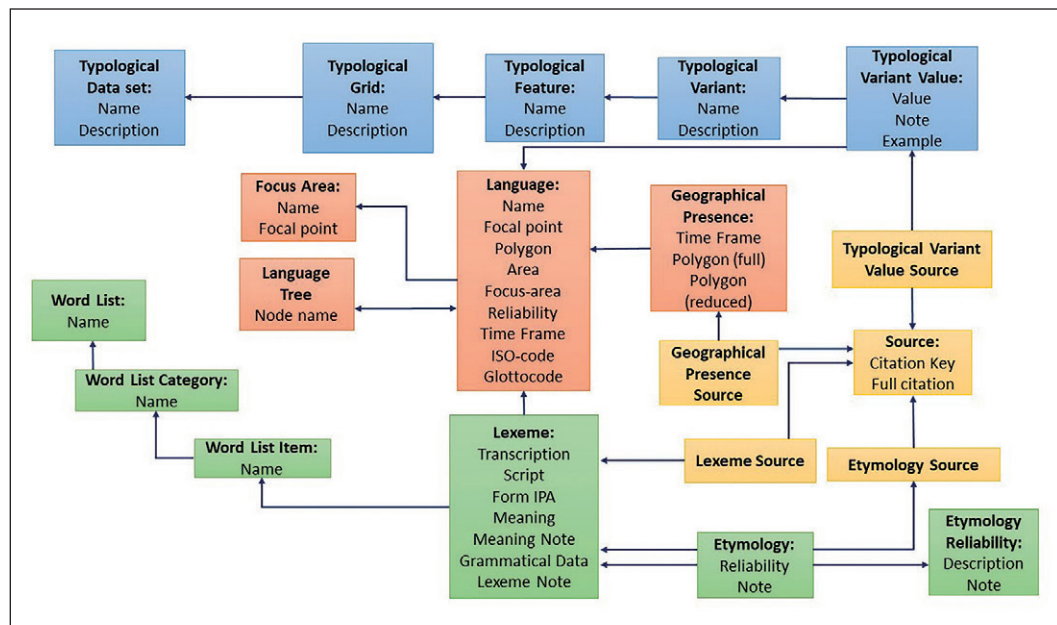 Typological
Data set:
Name
Description
Typological
Grid:
Name
Description
Typological
Feature:
Name
Description
Typological
Variant:
Name
Description
Typological
Variant Value:
Value
Note
Example
Focus Area:
Name
Focal point
Language
Tree
Node name
Language:
Name
Focal point
Polygon
Area
Focus-area
Reliability
Time Frame
ISO-code
Glottocode
Geographical
Presence:
Time Frame
Polygon (full)
Polygon
(reduced)
Typological Variant
Value Source
Geographical
Presence
Source
Source:
Citation Key
Full citation
Word List:
Name
Word List Category:
Name
Word List Item:
Name
Lexeme:
Transcription
Script
Form IPA
Meaning
Meaning Note
Grammatical Data
Lexeme Note
Lexeme Source
Etymology Source
Etymology:
Reliability
Note
Etymology
Reliability:
Description
Note